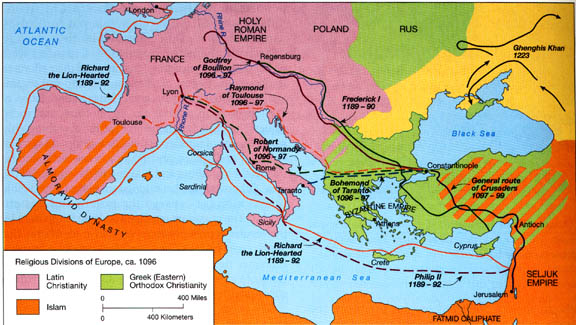 London
ATLANTIC
OCEAN
Rhine R.
HOLY
ROMAN
EMPIRE
POLAND
RUS
Ghenghis Khan
1223
FRANCE
Godfrey
of Bouillon
1096 – 97
Regensburg
Richard
the Lion-Hearted
1189 – 92
Raymond
of Toulouse
1096 – 97
Frederick I
1189 – 90
Lyon
Rhone R.
Toulouse
Black Sea
Robert
of Normandy
1096 – 97
Corsica
Rome
Constantinople
ALMORAVID DYNASTY
Sardinia
Taranto
Bohemond
of Taranto
1096 – 97
General route
of Crusaders
1097 – 99
BYZANTINE EMPIRE
Athens
Antioch
Sicily
Richard
the Lion-Hearted
1189 – 92
Crete
Cyprus
SELJUK
EMPIRE
Philip II
1189 – 92
Mediterranean Sea
Jerusalem
FATMID CALIPHATE
Religious Divisions of Europe, ca. 1096
Latin
Christianity
Greek (Eastern)
Orthodox Christianity
Islam
0 400 Miles
0 400 Kilometers